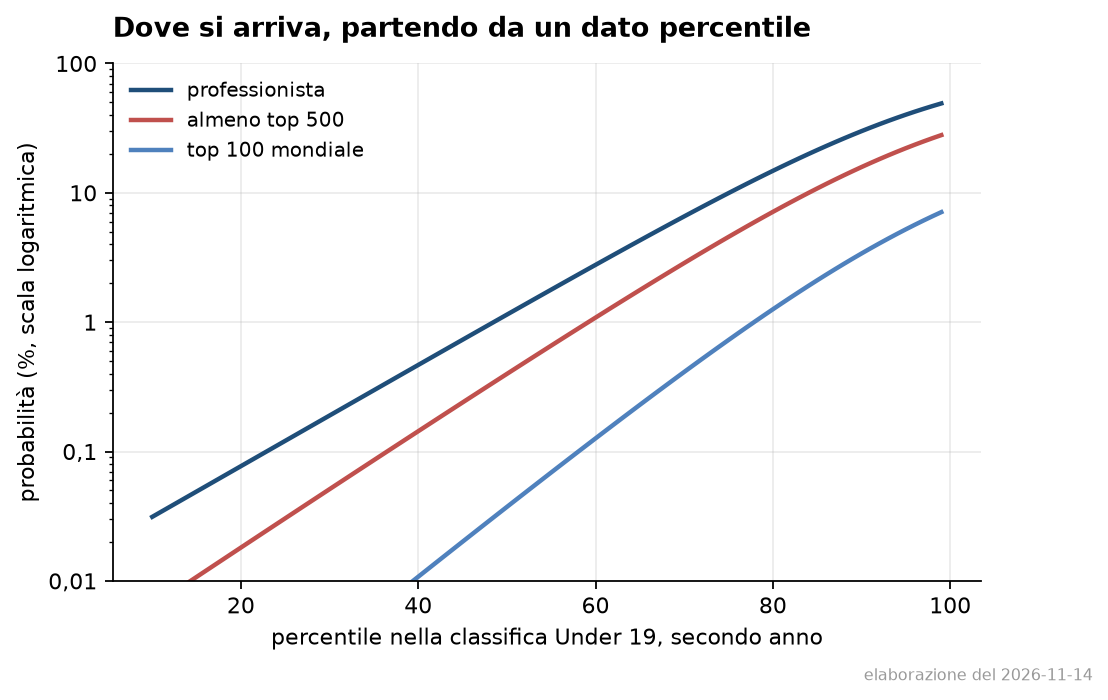 Dove si arriva, partendo da un dato percentile
100
10
1
0,1
0,01
probabilità (%, scala logaritmica)
professionista
almeno top 500
top 100 mondiale
20
40
60
80
100
percentile nella classifica Under 19, secondo anno
elaborazione del 2026-11-14